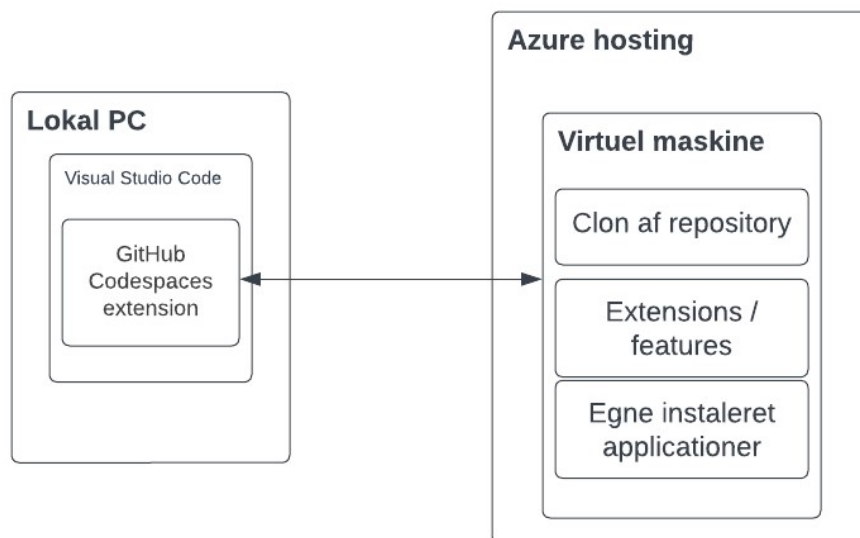 Azure hosting
Lokal PC
Visual Studio Code
GitHub
Codespaces
extension
Virtuel maskine
Clon af repository
Extensions /
features
Egne instaleret
applicationer